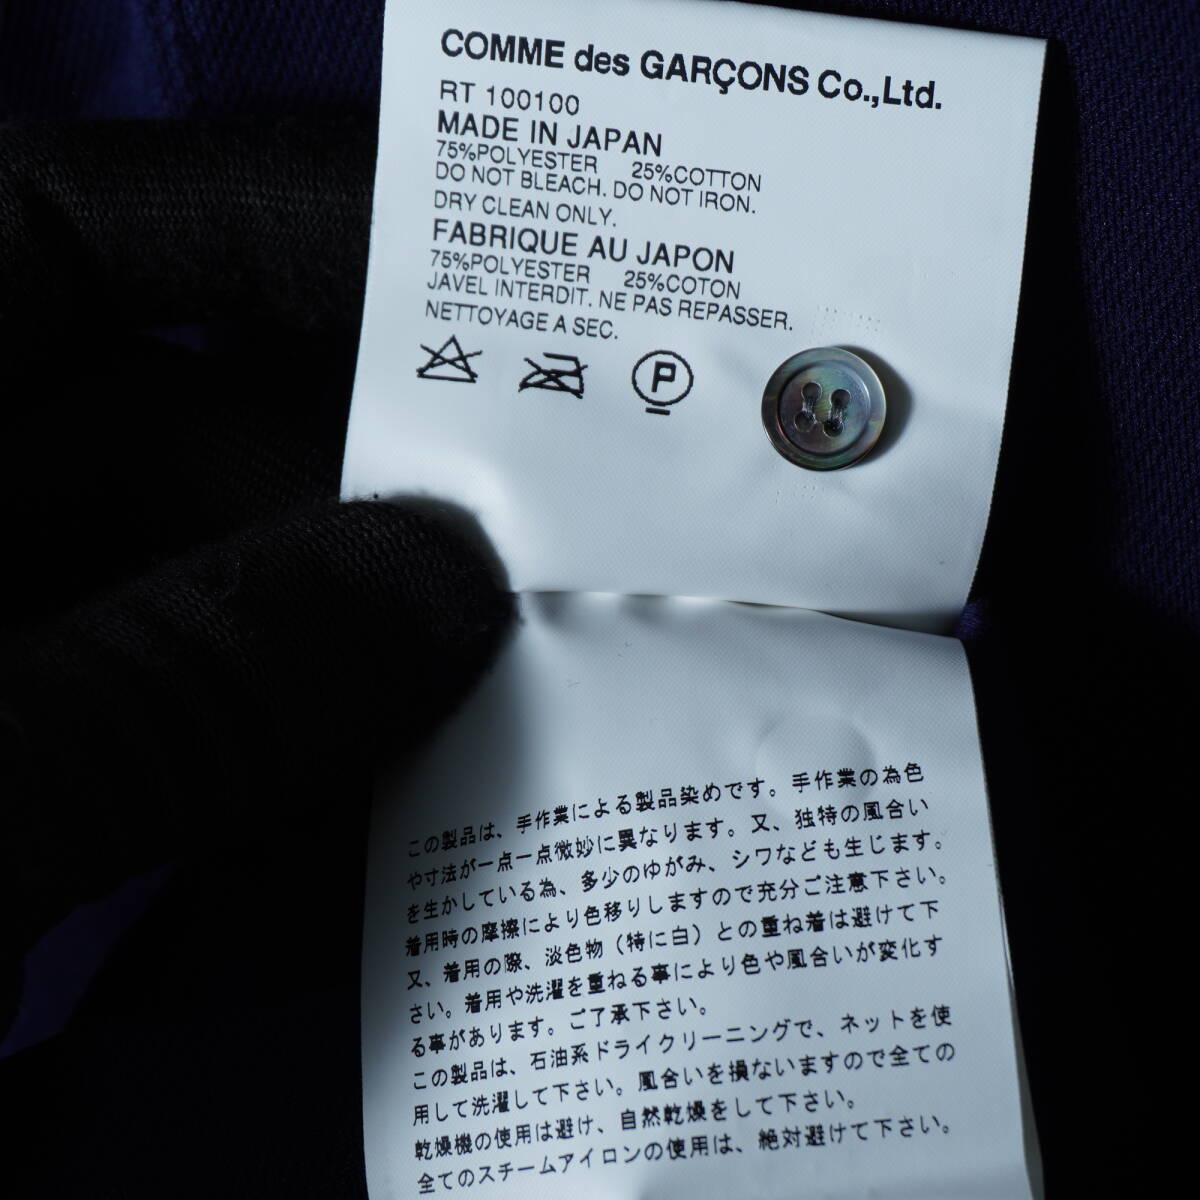 COMME des GARÇONS Co.,Ltd.
RT 100100
MADE IN JAPAN
75%POLYESTER 25%COTTON
DO NOT BLEACH. DO NOT IRON.
DRY CLEAN ONLY.
FABRIQUE AU JAPON
75%POLYESTER 25%COTON
JAVEL INTERDIT. NE PAS REPASSER.
NETTOYAGE A SEC.
P
この製品は、手作業による製品染めです。手作業の為色
や寸法が一点一点微妙に異なります。又、独特の風合い
を生かしている為、多少のゆがみ、シワなども生じます。
着用時の摩擦により色移りしますので充分ご注意下さい。
又、着用の際、淡色物（特に白）との重ね着は避けて下
さい。着用や洗濯を重ねる事により色や風合いが変化す
る事があります。ご了承下さい。
この製品は、石油系ドライクリーニングで、ネットを使
用して洗濯して下さい。風合いを損ないますので全ての
乾燥機の使用は避け、自然乾燥をして下さい。
全てのスチームアイロンの使用は、絶対避けて下さい。